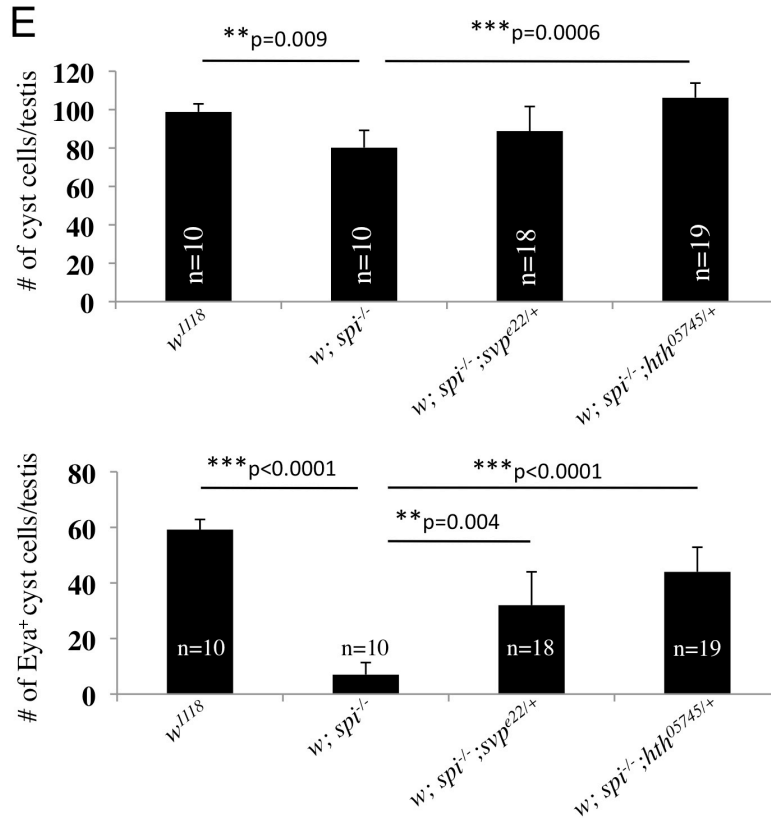 E
**p=0.009
***p=0.0006
# of cyst cells/testis
120
100
80
60
40
20
0
n=10
n=10
n=18
n=19
w1118
w; spi-/-
w; spi-/-;svpe22/+
w; spi-/-;hth05745/+
# of Eya+ cyst cells/testis
80
60
40
20
0
***p<0.0001
***p<0.0001
**p=0.004
n=10
n=10
n=18
n=19
w1118
w; spi-/-
w; spi-/-;svpe22/+
w; spi-/-;hth05745/+